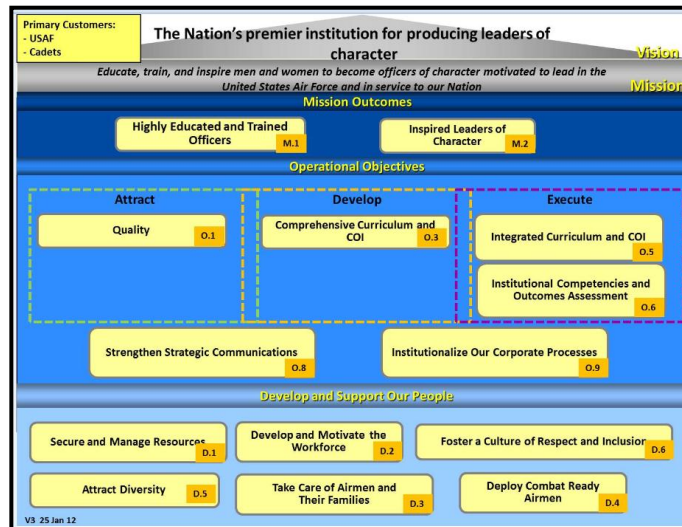 Primary Customers:
- USAF
- Cadets
The Nation's premier institution for producing leaders of
character
Vision
Educate, train, and inspire men and women to become officers of character motivated to lead in the
United States Air Force and in service to our Nation
Mission
Mission Outcomes
Highly Educated and Trained
Officers
M.1
Inspired Leaders of
Character
M.2
Operational Objectives
Attract
Develop
Execute
Quality
O.1
Comprehensive Curriculum and
COI
O.3
Integrated Curriculum and COI
O.5
Institutional Competencies and
Outcomes Assessment
O.6
Strengthen Strategic Communications
O.8
Institutionalize Our Corporate Processes
O.9
Develop and Support Our People
Secure and Manage Resources
D.1
Develop and Motivate the
Workforce
D.2
Foster a Culture of Respect and Inclusion
D.6
Attract Diversity
D.5
Take Care of Airmen and
Their Families
D.3
Deploy Combat Ready
Airmen
D.4
V3 25 Jan 12